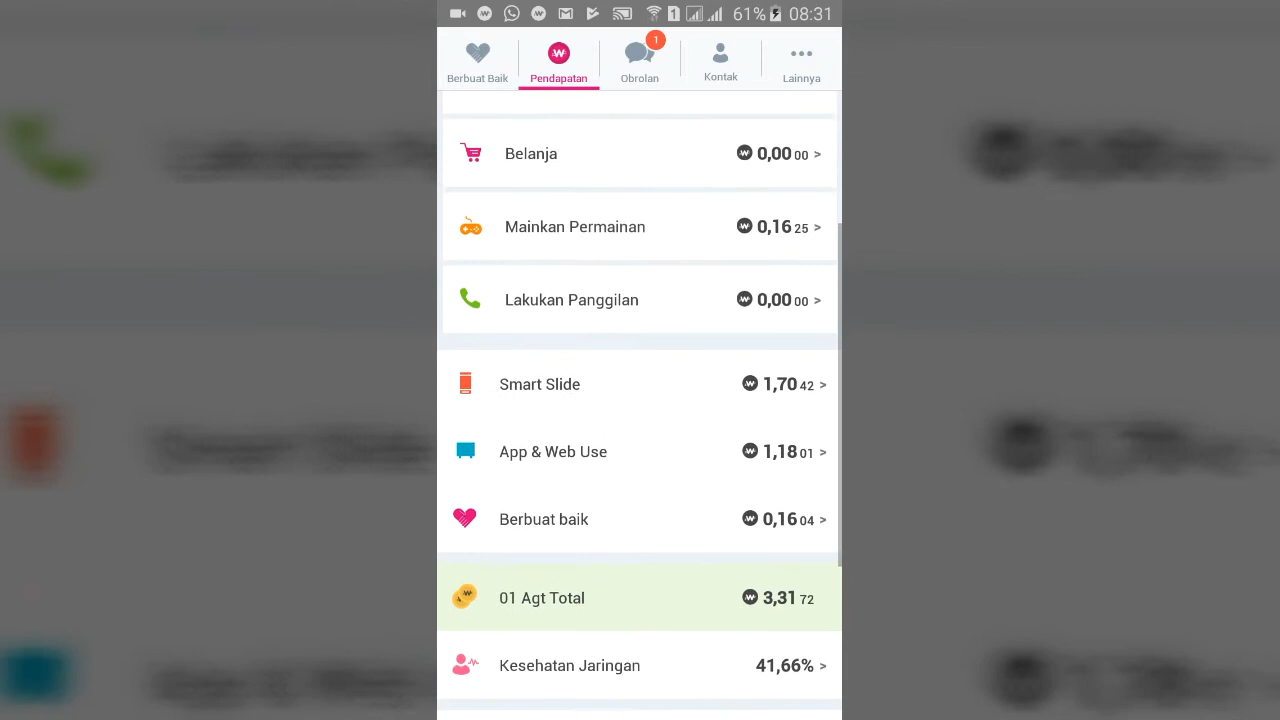 61% 08:31
1
Berbuat Baik Pendapatan Obrolan Kontak Lainnya
Belanja 0,00 00 >
Mainkan Permainan 0,16 25 >
Lakukan Panggilan 0,00 00 >
Smart Slide 1,70 42 >
App & Web Use 1,18 01 >
Berbuat baik 0,16 04 >
01 Agt Total 3,31 72
Kesehatan Jaringan 41,66% >